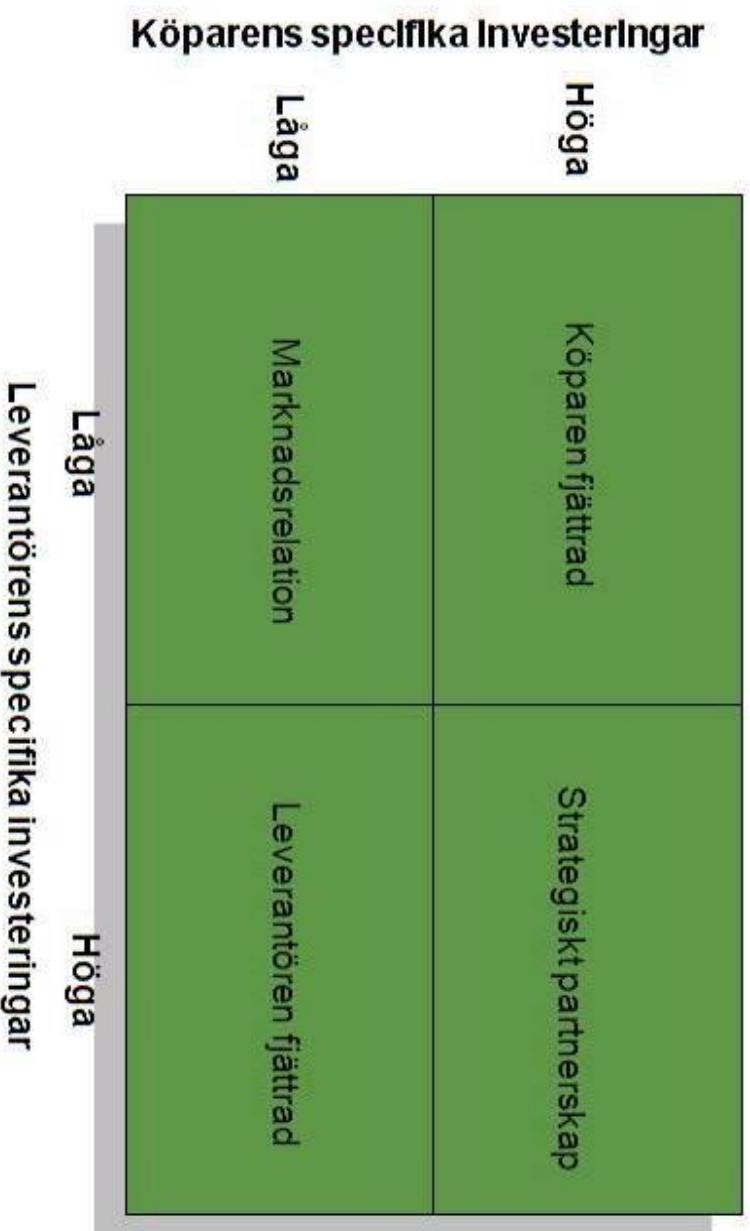 Köparens specifika investeringar
Höga
Köparen fjättrad
Strategiskt partnerskap
Låga
Marknadsrelation
Leverantören fjättrad
Låga
Höga
Leverantörens specifika investeringar